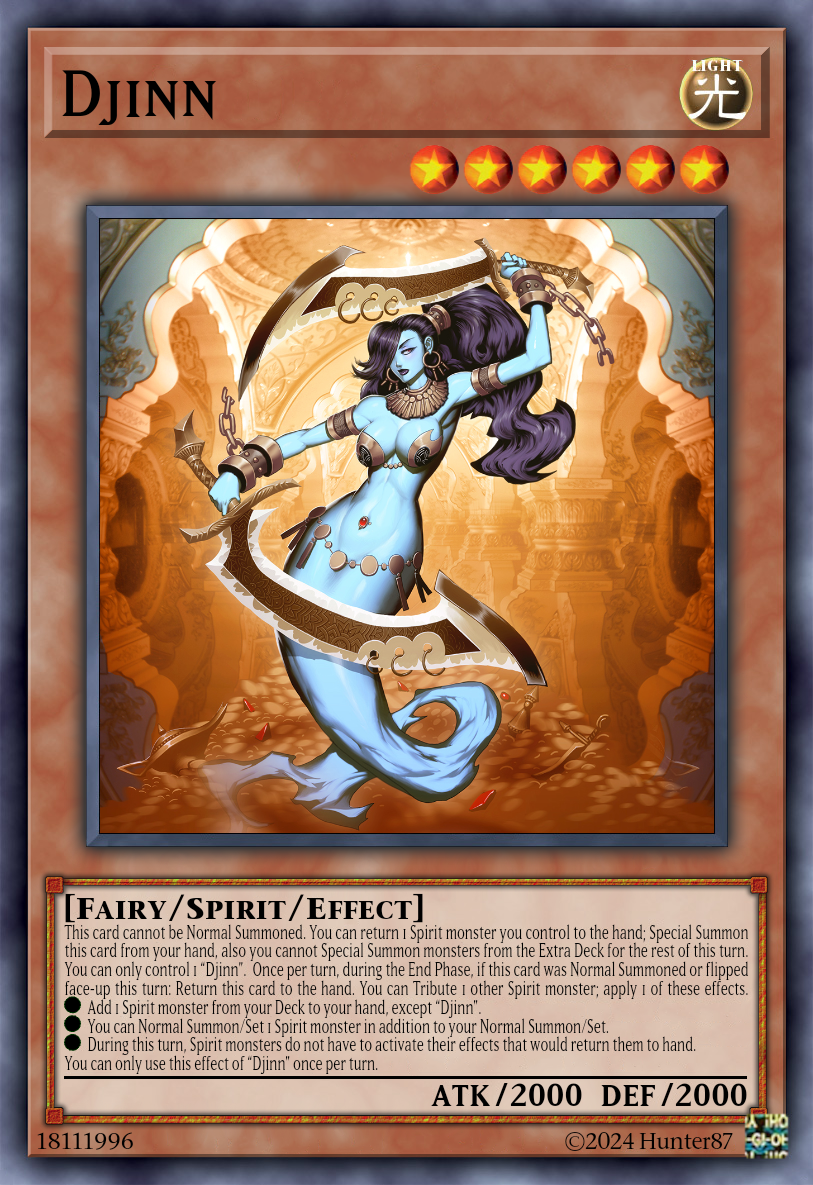 Djinn
LIGHT
光
[Fairy/Spirit/Effect]
This card cannot be Normal Summoned. You can return 1 Spirit monster you control to the hand; Special Summon
this card from your hand, also you cannot Special Summon monsters from the Extra Deck for the rest of this turn.
You can only control 1 “Djinn”. Once per turn, during the End Phase, if this card was Normal Summoned or flipped
face-up this turn: Return this card to the hand. You can Tribute 1 other Spirit monster; apply 1 of these effects.
● Add 1 Spirit monster from your Deck to your hand, except “Djinn”.
● You can Normal Summon/Set 1 Spirit monster in addition to your Normal Summon/Set.
● During this turn, Spirit monsters do not have to activate their effects that would return them to hand.
You can only use this effect of “Djinn” once per turn.
ATK/2000 DEF/2000
18111996
©2024 Hunter87